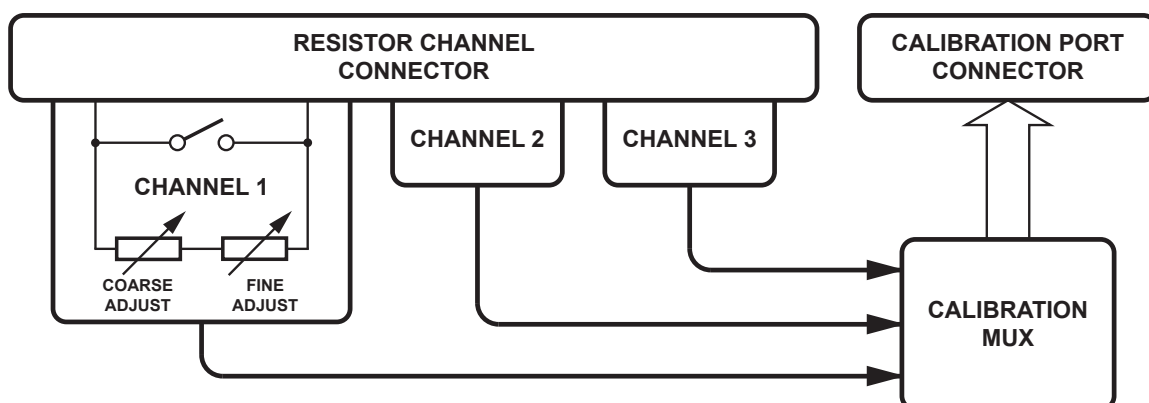 RESISTOR CHANNEL
CONNECTOR
CALIBRATION PORT
CONNECTOR
CHANNEL 1
CHANNEL 2
CHANNEL 3
COARSE
ADJUST
FINE
ADJUST
CALIBRATION
MUX